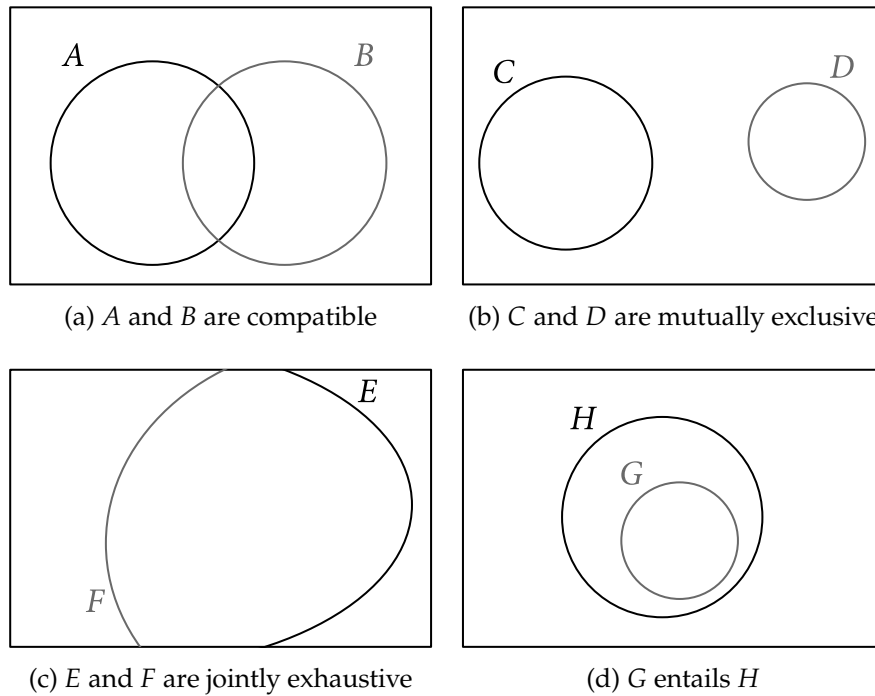 A B
C D
(a) A and B are compatible
(b) C and D are mutually exclusive
E
F
H
G
(c) E and F are jointly exhaustive
(d) G entails H